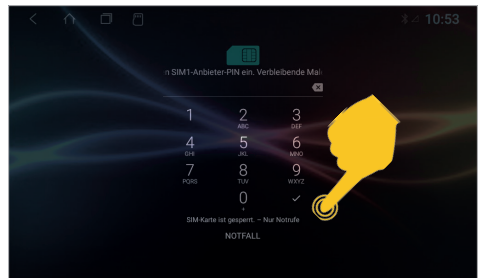 10:53
n SIM1-Anbieter-PIN ein. Verbleibende Mal
1 2 3
ABC DEF
4 5 6
GHI JKL MNO
7 8 9
PQRS TUV WXYZ
0
+
SIM-Karte ist gesperrt. – Nur Notrufe
NOTFALL